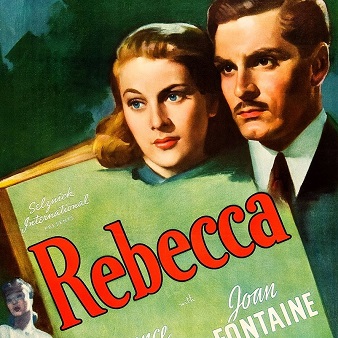 Selznick
International
PRESENTS
Rebecca
with
Joan
FONTAINE